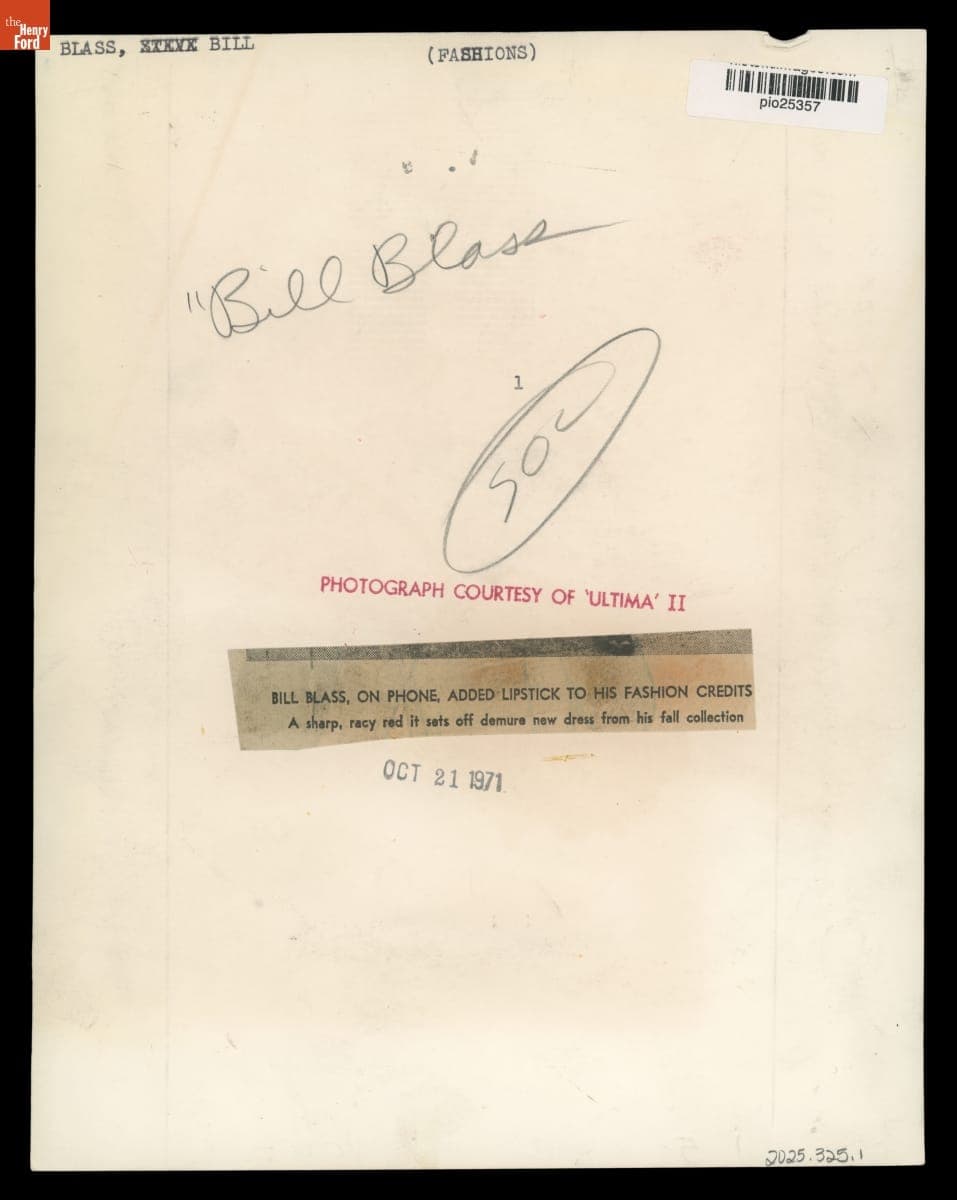 the Henry Ford
BLASS, STEVE BILL
(FASHIONS)
pio25357
"Bill Blass
1
SOC
PHOTOGRAPH COURTESY OF 'ULTIMA' II
BILL BLASS, ON PHONE, ADDED LIPSTICK TO HIS FASHION CREDITS
A sharp, racy red it sets off demure new dress from his fall collection
OCT 21 1971
2025.325.1